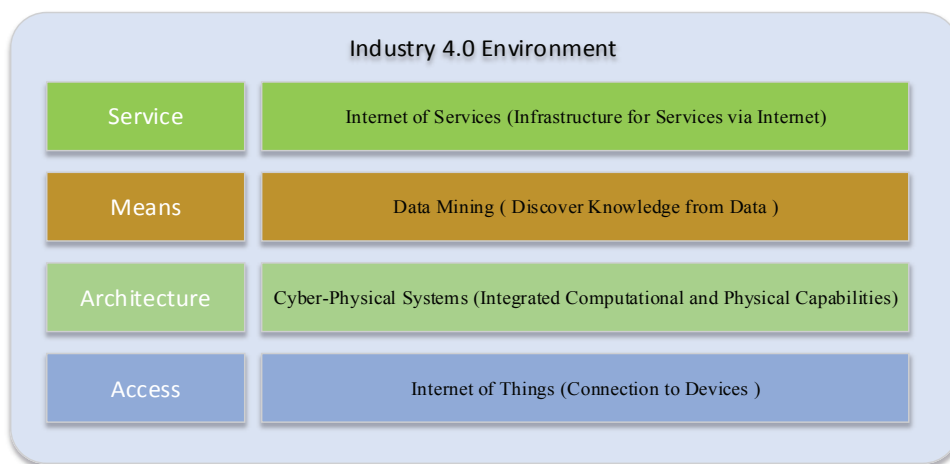 Industry 4.0 Environment
Service
Internet of Services (Infrastructure for Services via Internet)
Means
Data Mining ( Discover Knowledge from Data )
Architecture
Cyber-Physical Systems (Integrated Computational and Physical Capabilities)
Access
Internet of Things (Connection to Devices )